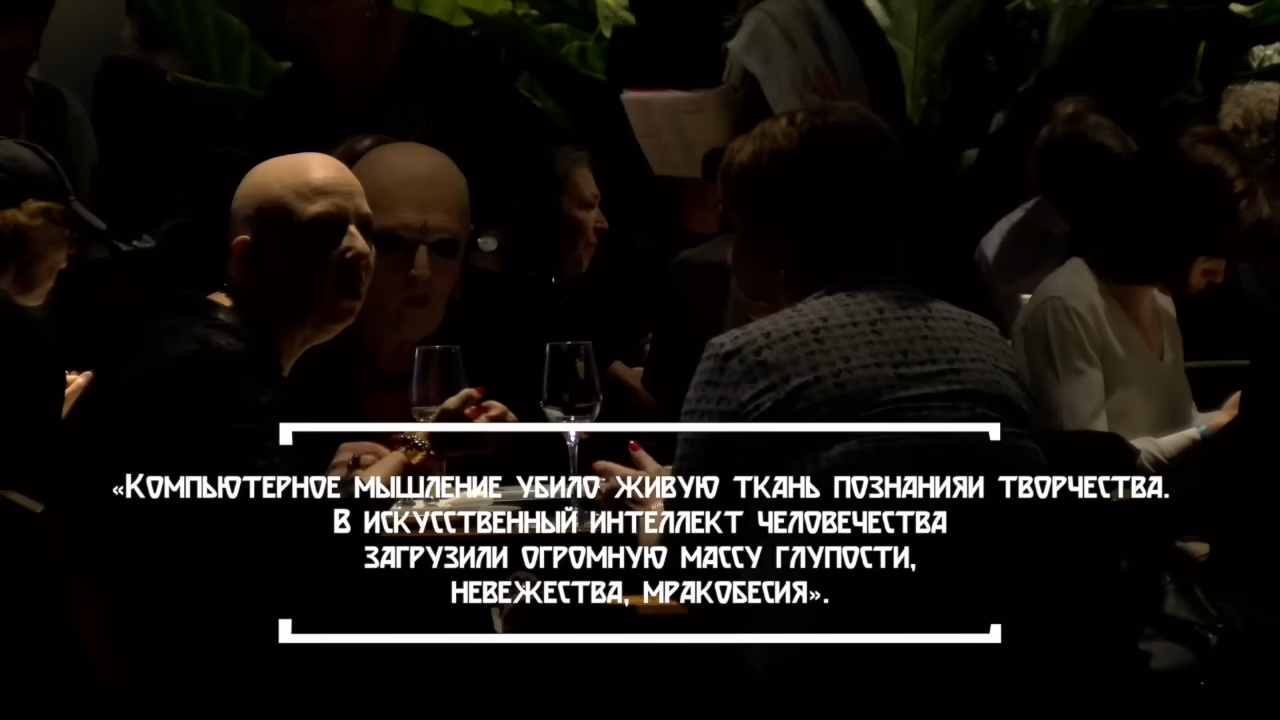 «Компьютерное мышление убило живую ткань познанияи творчества.
В искусственный интеллект человечества
загрузили огромную массу глупости,
невежества, мракобесия».